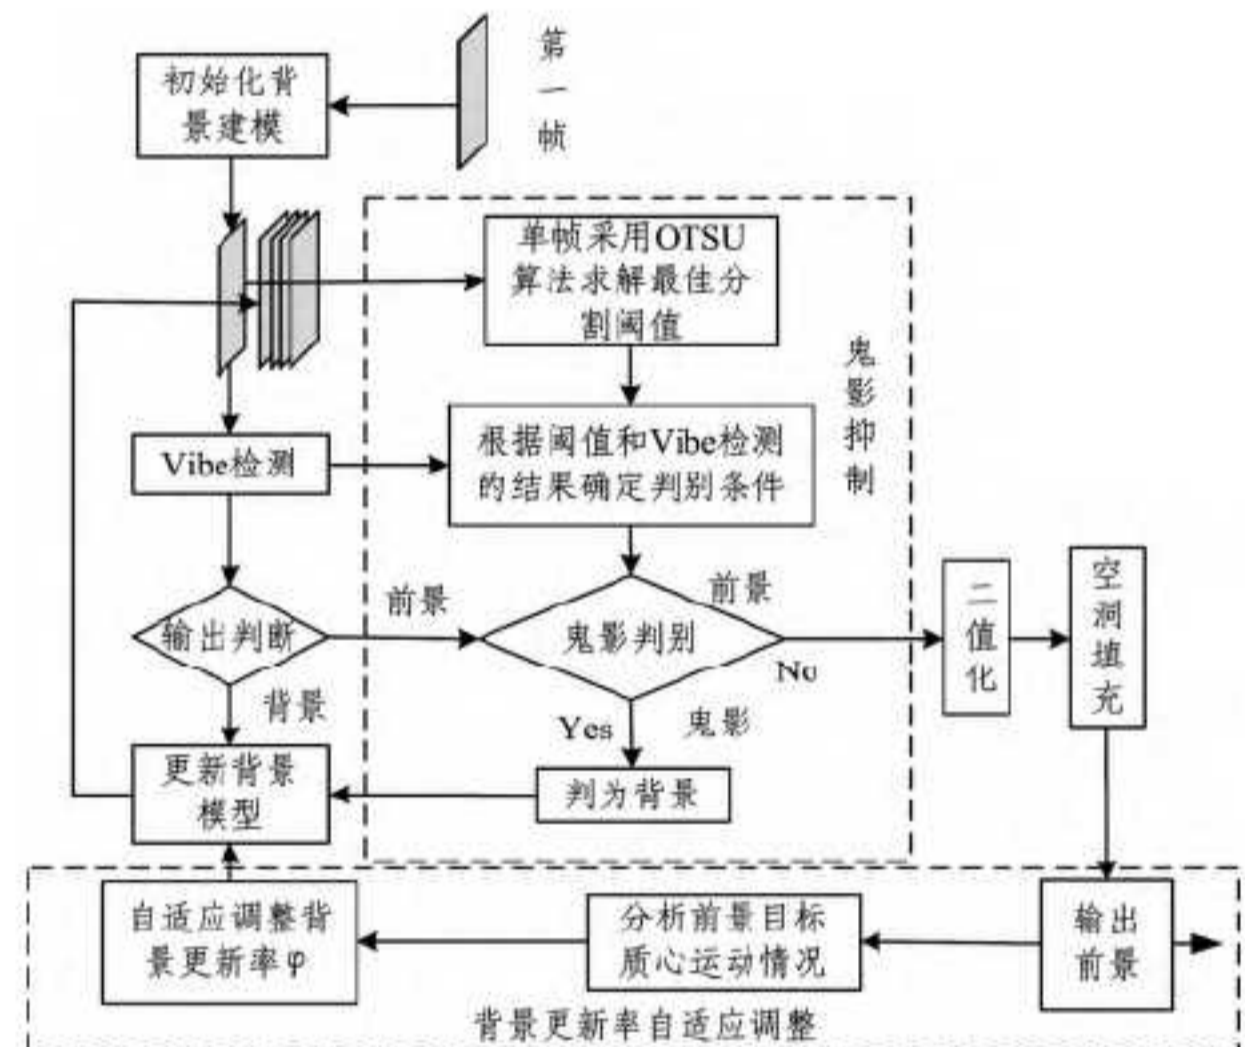 初始化背
景建模
第一帧
单帧采用OTSU
算法求解最佳分
割阈值
鬼影抑制
Vibe检测
根据阈值和Vibe检测
的结果确定判别条件
输出判断
前景
鬼影判别
前景
No
二值化
空洞填充
背景
Yes
鬼影
更新背景
模型
判为背景
自适应调整背
景更新率φ
分析前景目标
质心运动情况
输出
前景
背景更新率自适应调整